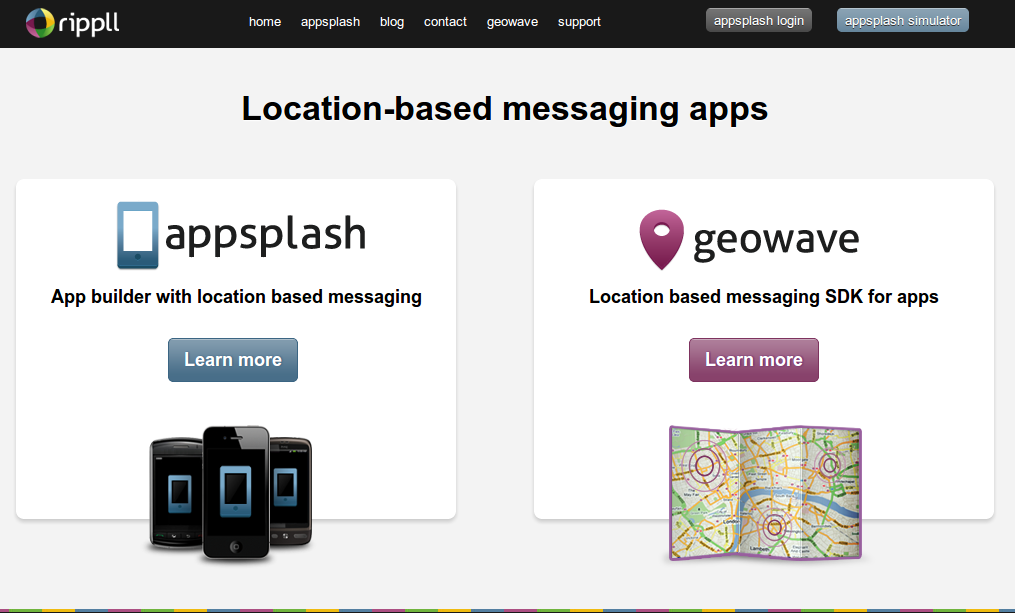 rippll
home appsplash blog contact geowave support
appsplash login appsplash simulator
Location-based messaging apps
appsplash
App builder with location based messaging
Learn more
geowave
Location based messaging SDK for apps
Learn more
London
Lambeth